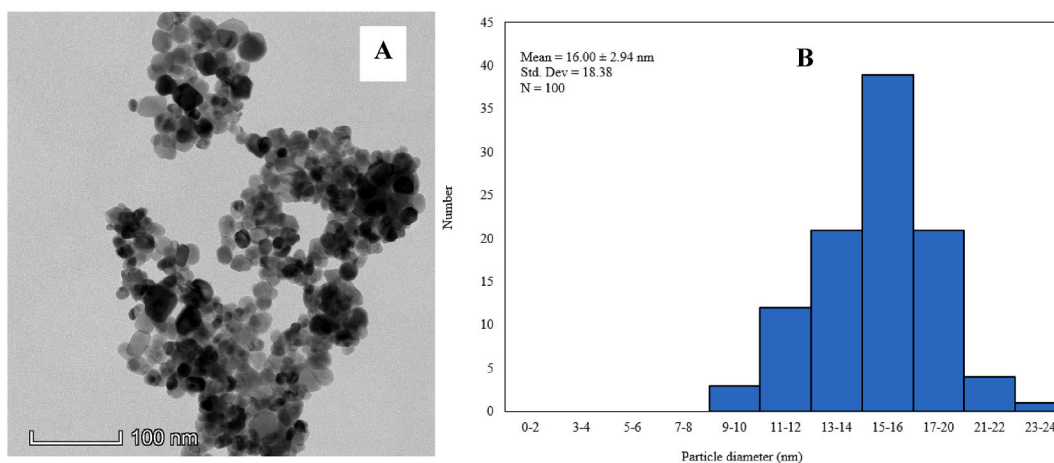 A
100 nm
B
Mean = 16.00 ± 2.94 nm
Std. Dev = 18.38
N = 100
45
40
35
30
25
20
15
10
5
0
Number
0-2 3-4 5-6 7-8 9-10 11-12 13-14 15-16 17-20 21-22 23-24
Particle diameter (nm)